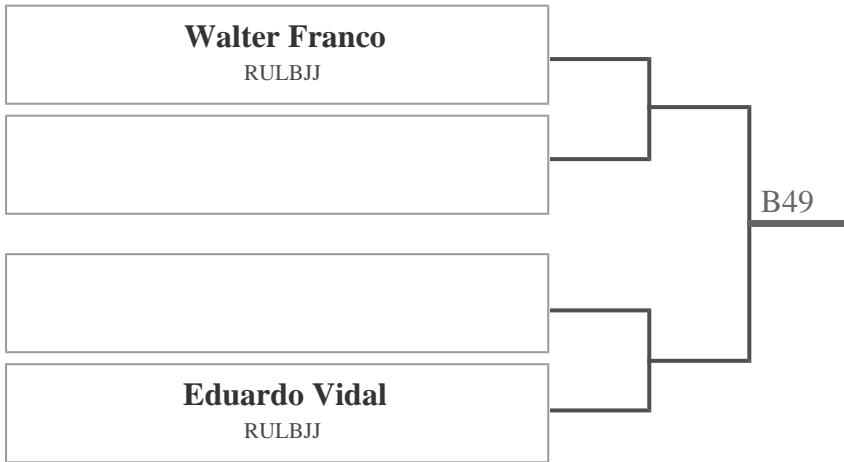 Walter Franco
RULBJJ
B49
Eduardo Vidal
RULBJJ